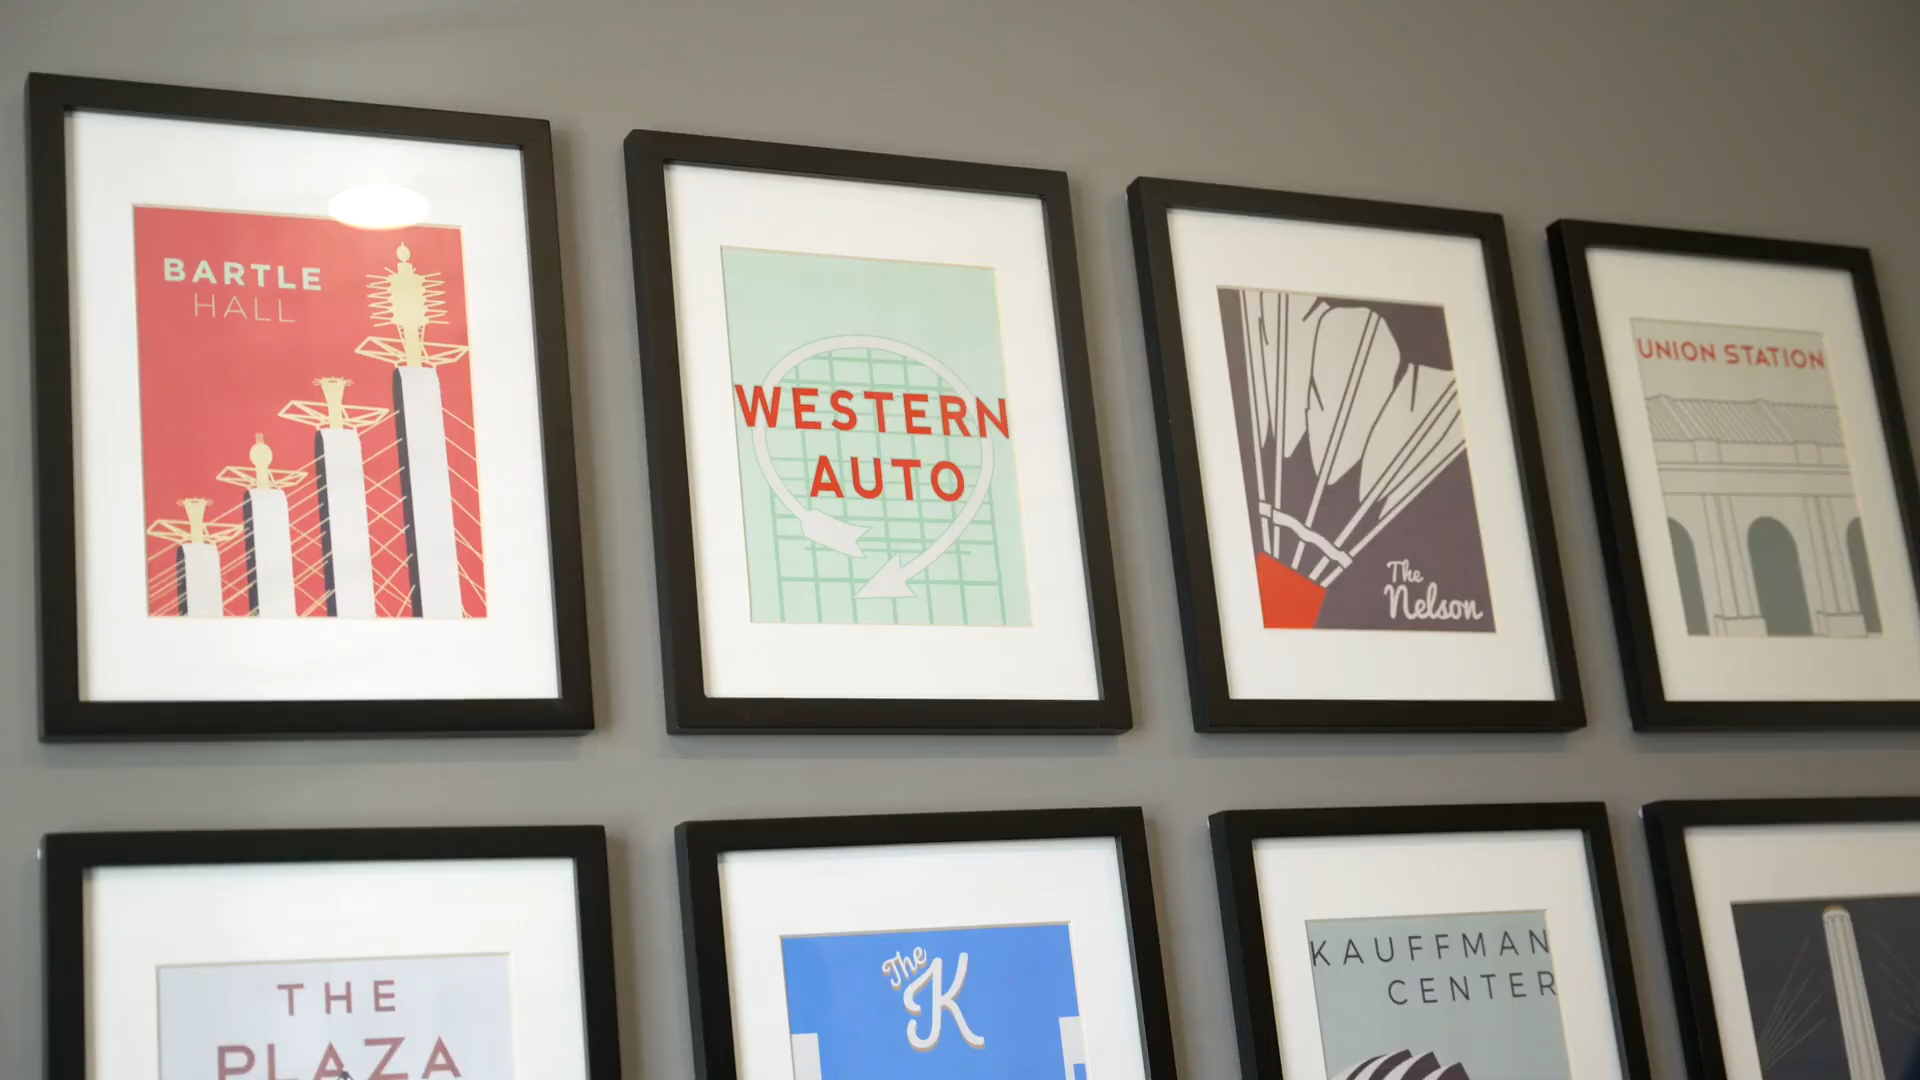 BARTLE
HALL
WESTERN
AUTO
The
Nelson
UNION STATION
THE
PLAZA
The
K
KAUFFMAN
CENTER